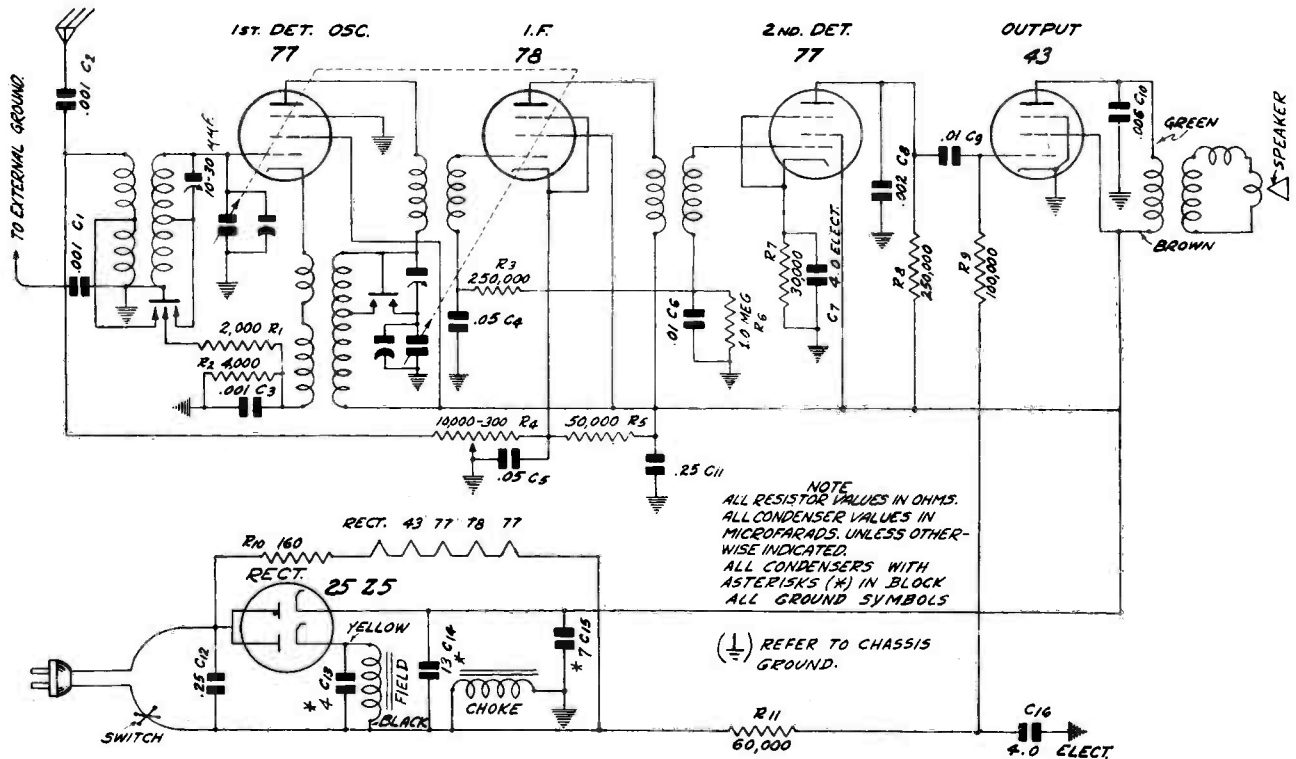 1ST. DET. OSC.
77
I.F.
78
2ND. DET.
77
OUTPUT
43
TO EXTERNAL GROUND.
.001 C2
.001 C1
10-30 MMF.
2,000 R1
R2 4,000
.001 C3
R3
250,000
.05 C4
10,000-300 R4
.05 C5
50,000 R5
.01 C6
1.0 MEG
R6
R7
30,000
C7 4.0 ELECT.
.002 C8
R8
250,000
.01 C9
R9
100,000
.006 C10
GREEN
BROWN
SPEAKER
.25 C11
NOTE
ALL RESISTOR VALUES IN OHMS.
ALL CONDENSER VALUES IN
MICROFARADS. UNLESS OTHER-
WISE INDICATED.
ALL CONDENSERS WITH
ASTERISKS (*) IN BLOCK
ALL GROUND SYMBOLS
( ) REFER TO CHASSIS
GROUND.
RECT. 43 77 78 77
R10 160
RECT.
25Z5
YELLOW
.25 C12
* 4 C13
FIELD
BLACK
13 C14
*
CHOKE
* 7 C15
SWITCH
R11
60,000
C16
4.0 ELECT.